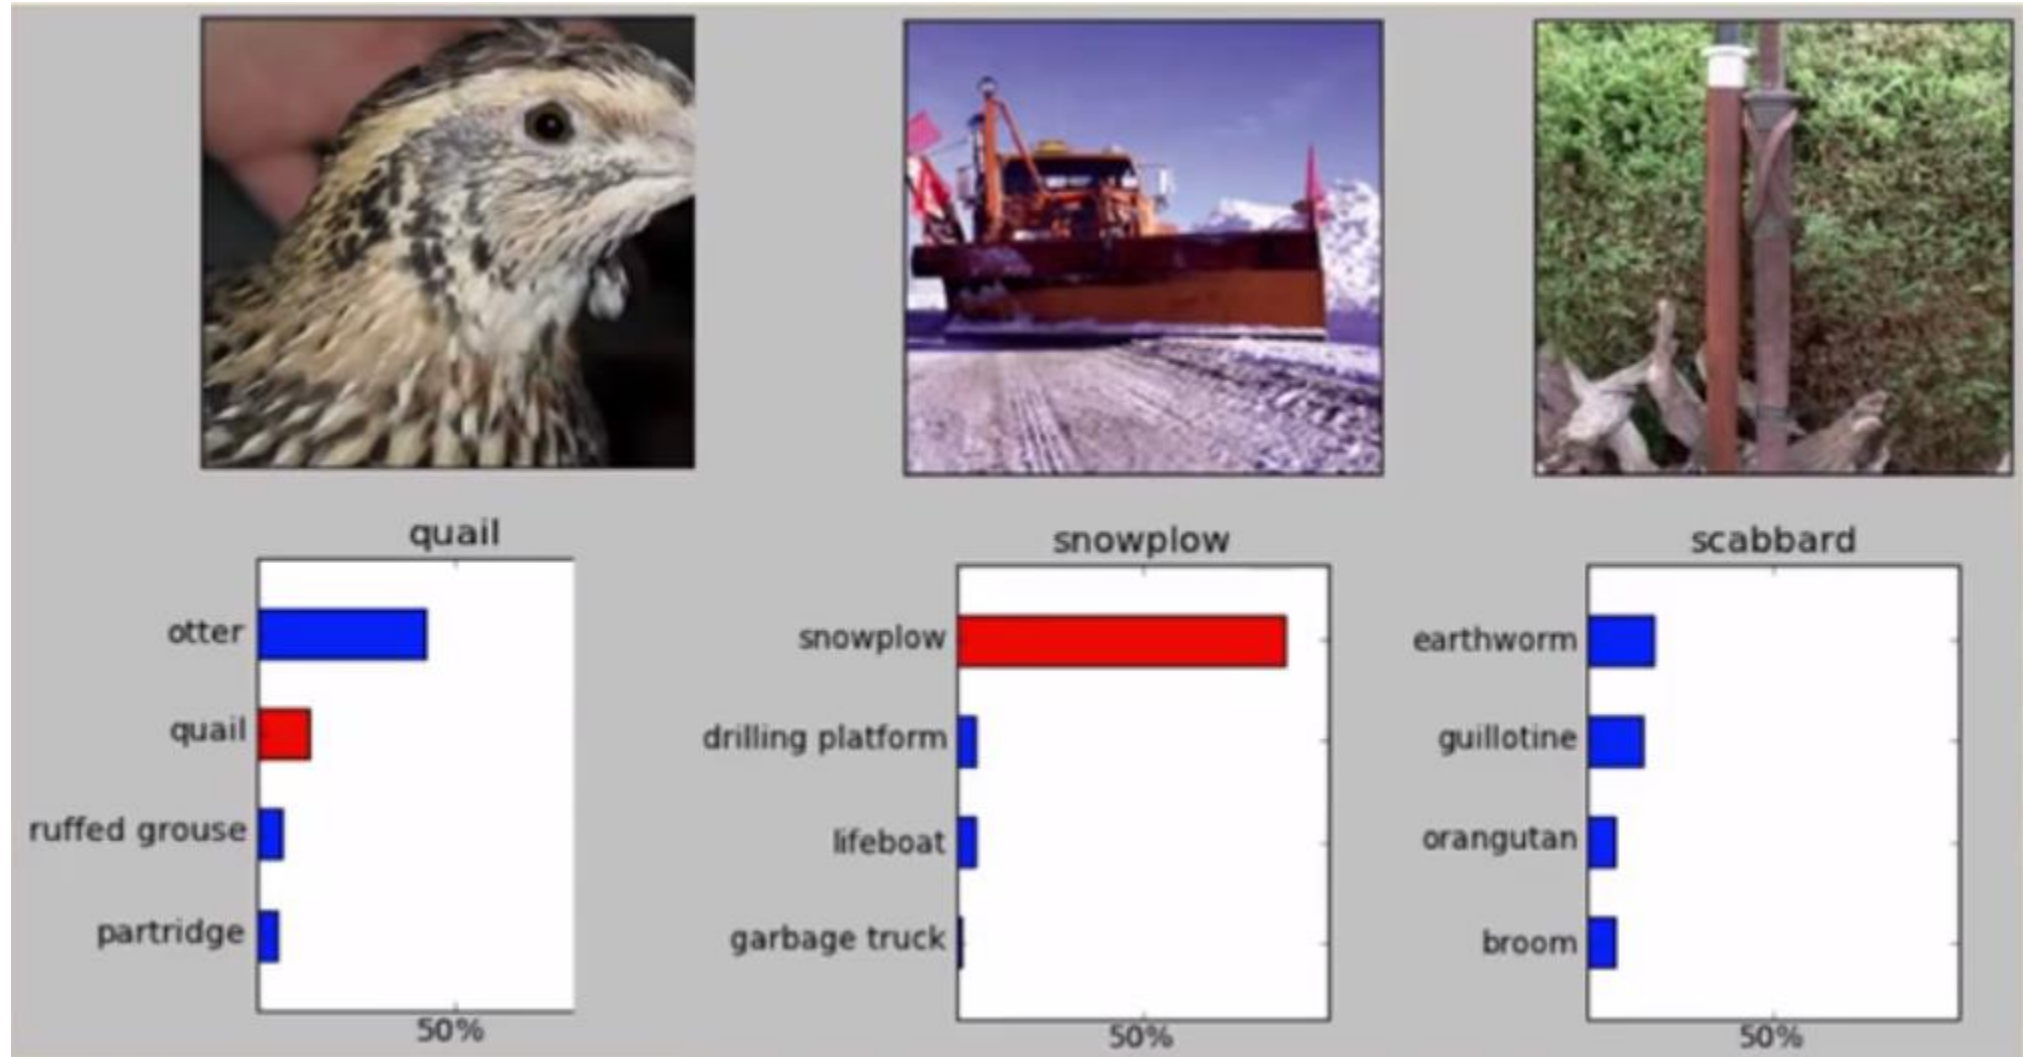 quail
otter
quail
ruffed grouse
partridge
50%
snowplow
snowplow
drilling platform
lifeboat
garbage truck
50%
scabbard
earthworm
guillotine
orangutan
broom
50%